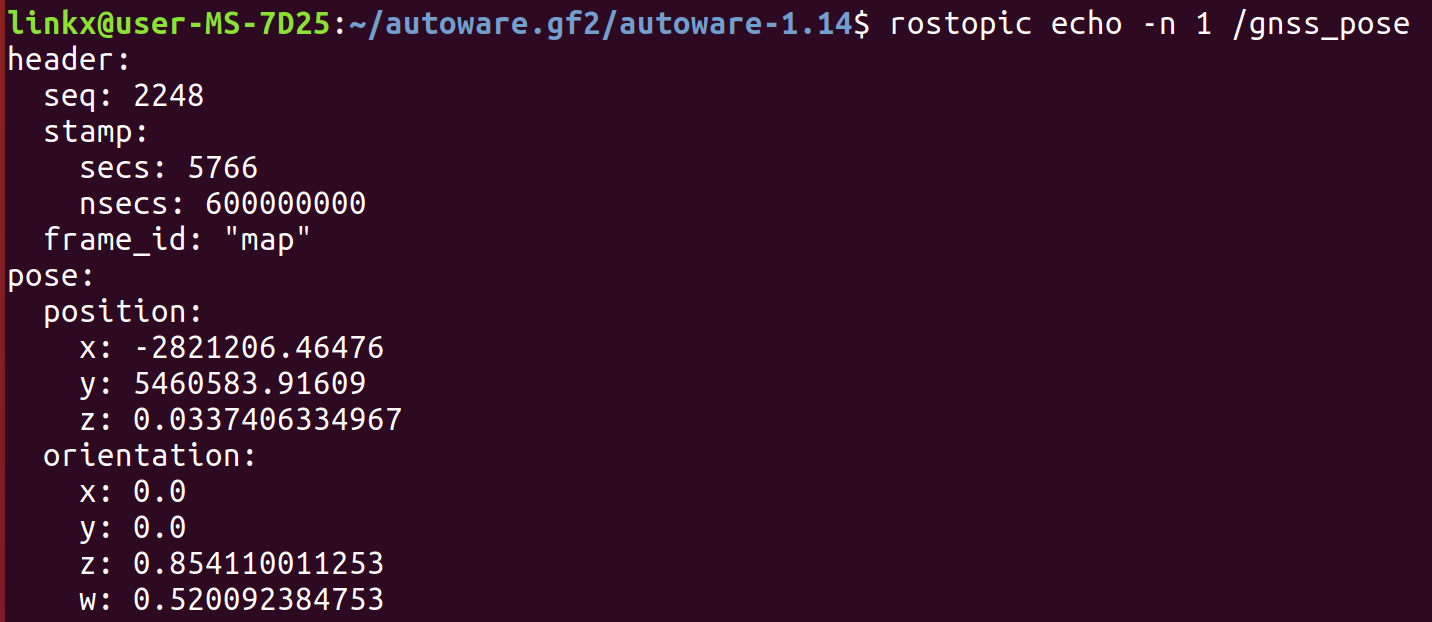 linkx@user-MS-7D25:~/autoware.gf2/autoware-1.14$ rostopic echo -n 1 /gnss_pose
header:
  seq: 2248
  stamp:
    secs: 5766
    nsecs: 600000000
  frame_id: "map"
pose:
  position:
    x: -2821206.46476
    y: 5460583.91609
    z: 0.0337406334967
  orientation:
    x: 0.0
    y: 0.0
    z: 0.854110011253
    w: 0.520092384753